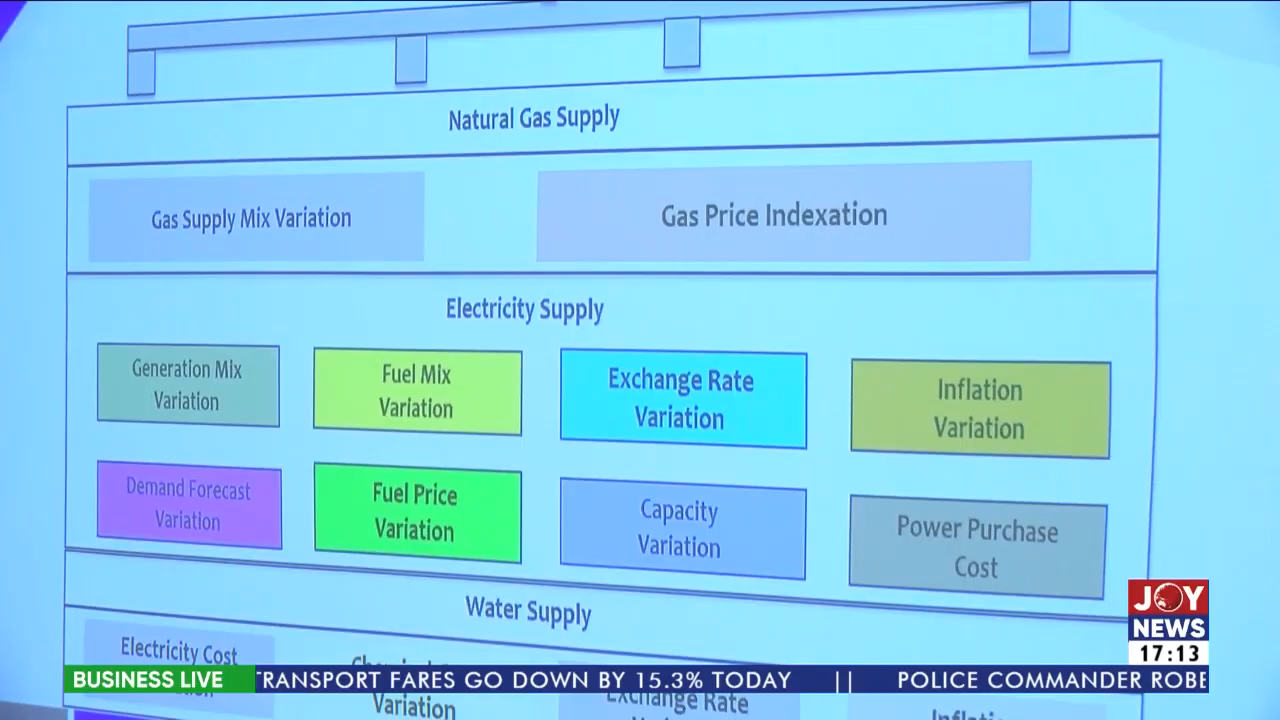 Natural Gas Supply
Gas Supply Mix Variation
Gas Price Indexation
Electricity Supply
Generation Mix
Variation
Fuel Mix
Variation
Exchange Rate
Variation
Inflation
Variation
Demand Forecast
Variation
Fuel Price
Variation
Capacity
Variation
Power Purchase
Cost
Water Supply
Electricity Cost
Variation
Exchange Rate
JOY
NEWS
17:13
BUSINESS LIVE
TRANSPORT FARES GO DOWN BY 15.3% TODAY || POLICE COMMANDER ROBE